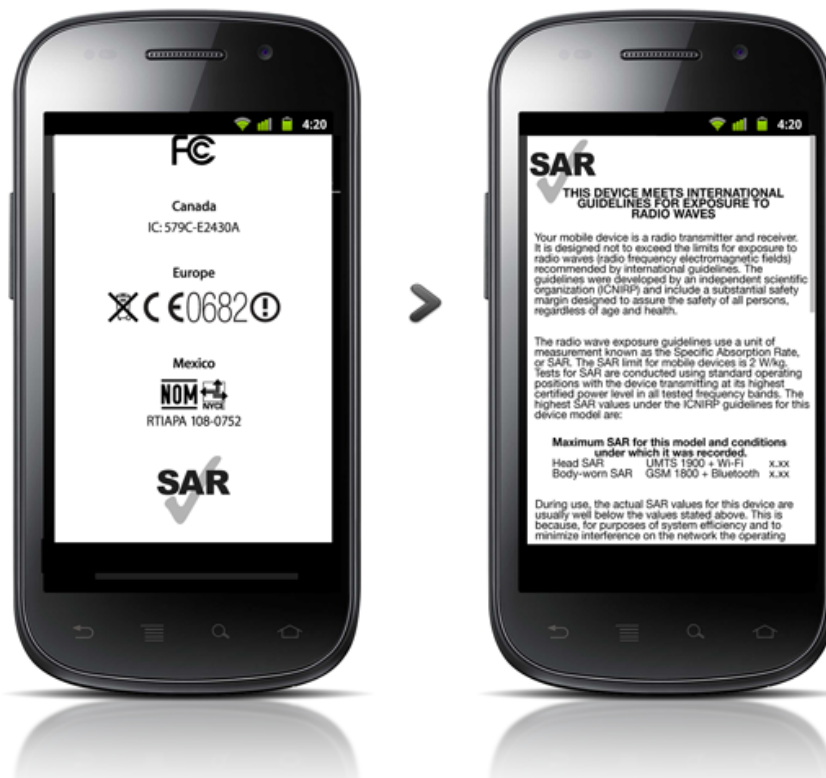 4:20
FC
Canada
IC: 579C-E2430A
Europe
CE0682
Mexico
NOM
NYCE
RTIAPA 108-0752
SAR
4:20
SAR
THIS DEVICE MEETS INTERNATIONAL
GUIDELINES FOR EXPOSURE TO
RADIO WAVES
Your mobile device is a radio transmitter and receiver.
It is designed not to exceed the limits for exposure to
radio waves (radio frequency electromagnetic fields)
recommended by international guidelines. The
guidelines were developed by an independent scientific
organization (ICNIRP) and include a substantial safety
margin designed to assure the safety of all persons,
regardless of age and health.
The radio wave exposure guidelines use a unit of
measurement known as the Specific Absorption Rate,
or SAR. The SAR limit for mobile devices is 2 W/kg.
Tests for SAR are conducted using standard operating
positions with the device transmitting at its highest
certified power level in all tested frequency bands. The
highest SAR values under the ICNIRP guidelines for this
device model are:
Maximum SAR for this model and conditions
under which it was recorded.
Head SAR UMTS 1900 + Wi-Fi x.xx
Body-worn SAR GSM 1800 + Bluetooth x.xx
During use, the actual SAR values for this device are
usually well below the values stated above. This is
because, for purposes of system efficiency and to
minimize interference on the network the operating